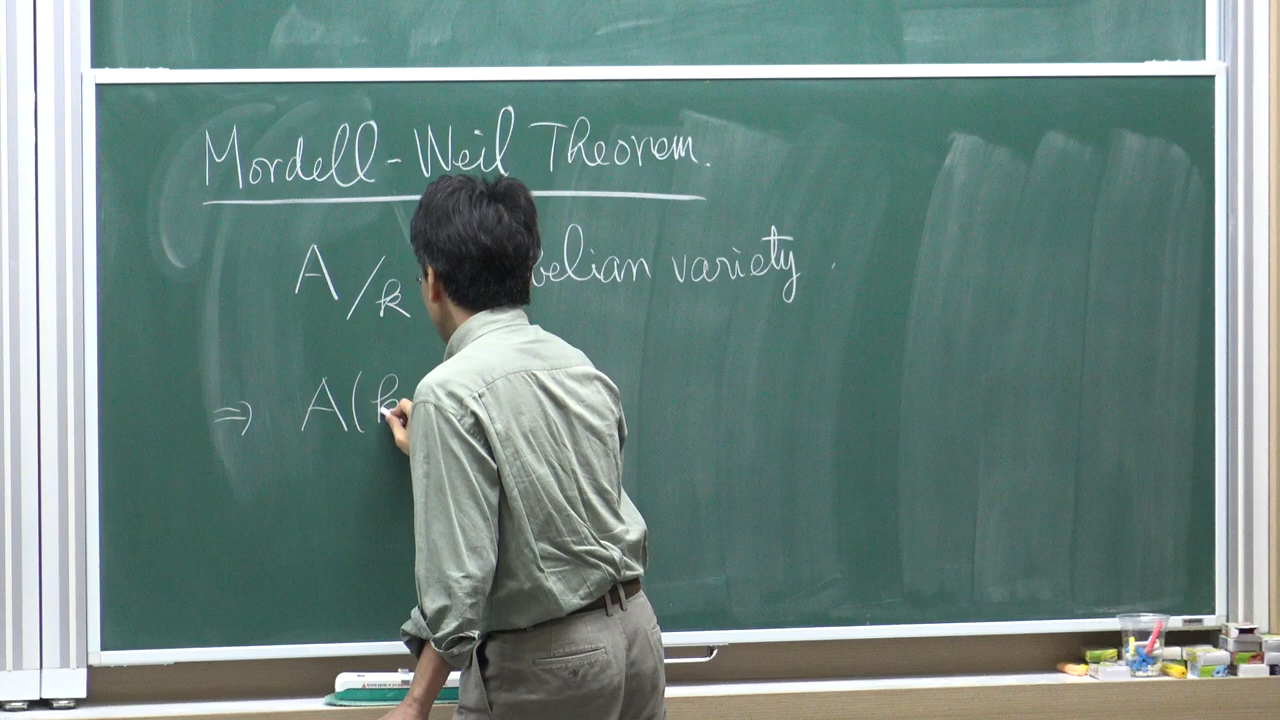 Mordell-Weil Theorem.
A/k belian variety.
⇒ A(k